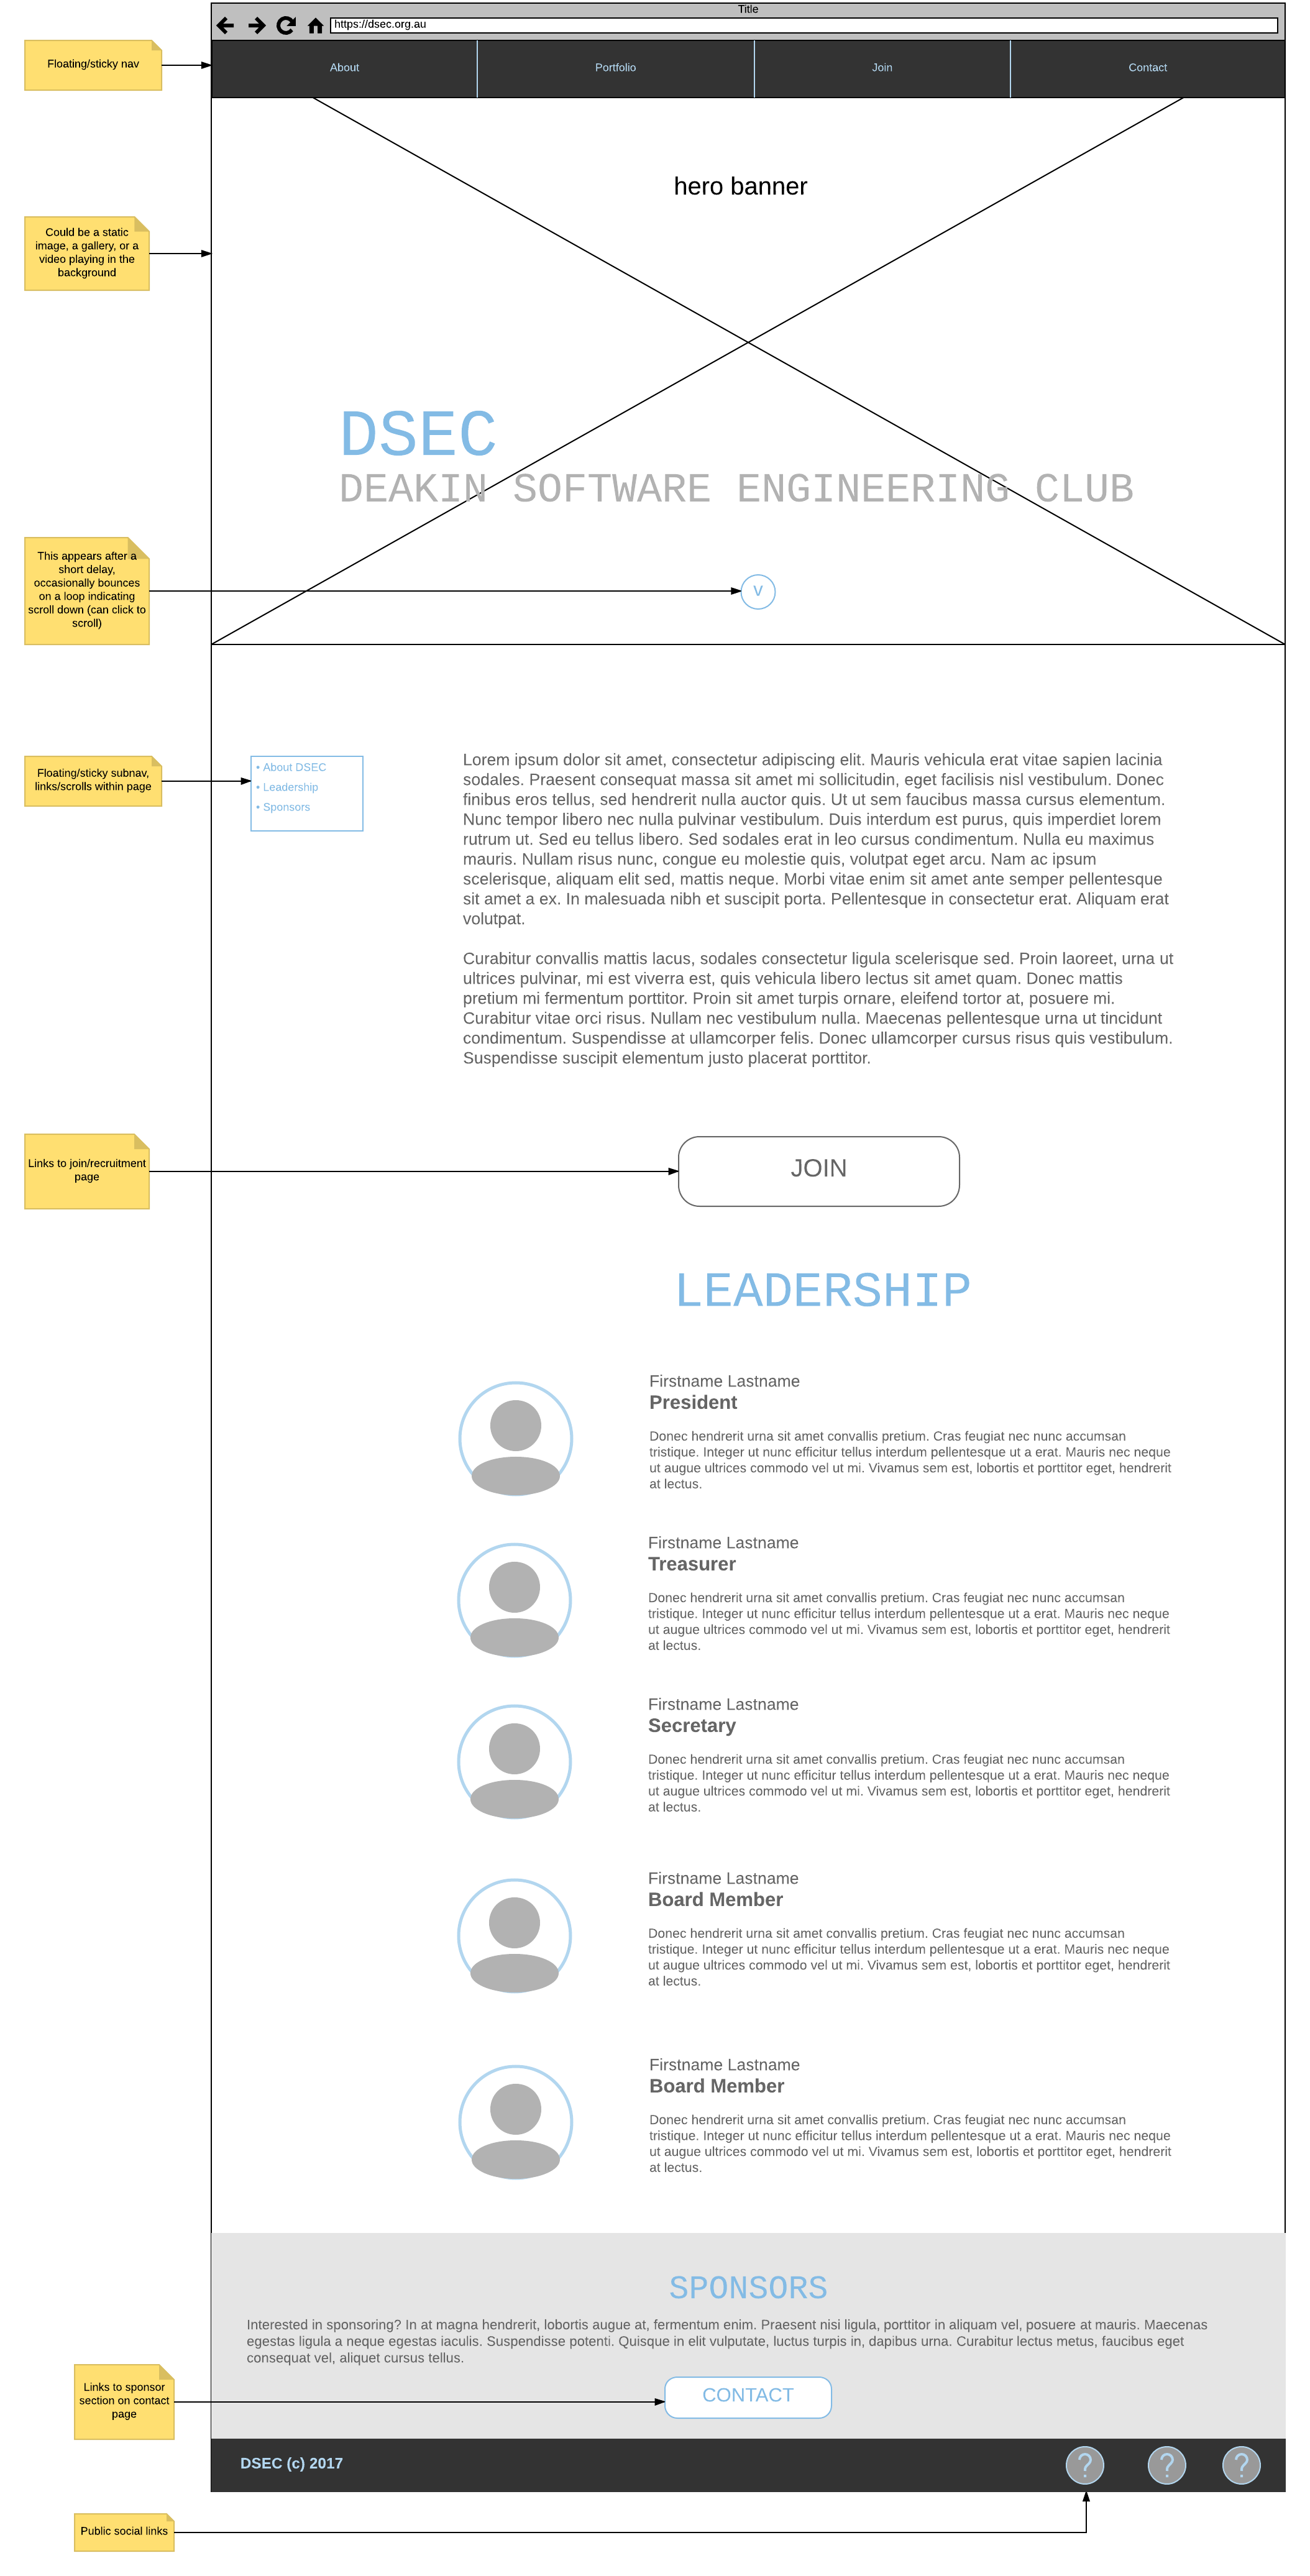 Title
https://dsec.org.au
Floating/sticky nav
About
Portfolio
Join
Contact
hero banner
Could be a static
image, a gallery, or a
video playing in the
background
DSEC
DEAKIN SOFTWARE ENGINEERING CLUB
This appears after a
short delay,
occasionally bounces
on a loop indicating
scroll down (can click to
scroll)
V
Floating/sticky subnav,
links/scrolls within page
• About DSEC
• Leadership
• Sponsors
Lorem ipsum dolor sit amet, consectetur adipiscing elit. Mauris vehicula erat vitae sapien lacinia
sodales. Praesent consequat massa sit amet mi sollicitudin, eget facilisis nisl vestibulum. Donec
finibus eros tellus, sed hendrerit nulla auctor quis. Ut ut sem faucibus massa cursus elementum.
Nunc tempor libero nec nulla pulvinar vestibulum. Duis interdum est purus, quis imperdiet lorem
rutrum ut. Sed eu tellus libero. Sed sodales erat in leo cursus condimentum. Nulla eu maximus
mauris. Nullam risus nunc, congue eu molestie quis, volutpat eget arcu. Nam ac ipsum
scelerisque, aliquam elit sed, mattis neque. Morbi vitae enim sit amet ante semper pellentesque
sit amet a ex. In malesuada nibh et suscipit porta. Pellentesque in consectetur erat. Aliquam erat
volutpat.
Curabitur convallis mattis lacus, sodales consectetur ligula scelerisque sed. Proin laoreet, urna ut
ultrices pulvinar, mi est viverra est, quis vehicula libero lectus sit amet quam. Donec mattis
pretium mi fermentum porttitor. Proin sit amet turpis ornare, eleifend tortor at, posuere mi.
Curabitur vitae orci risus. Nullam nec vestibulum nulla. Maecenas pellentesque urna ut tincidunt
condimentum. Suspendisse at ullamcorper felis. Donec ullamcorper cursus risus quis vestibulum.
Suspendisse suscipit elementum justo placerat porttitor.
Links to join/recruitment
page
JOIN
LEADERSHIP
Firstname Lastname
President
Donec hendrerit urna sit amet convallis pretium. Cras feugiat nec nunc accumsan
tristique. Integer ut nunc efficitur tellus interdum pellentesque ut a erat. Mauris nec neque
ut augue ultrices commodo vel ut mi. Vivamus sem est, lobortis et porttitor eget, hendrerit
at lectus.
Firstname Lastname
Treasurer
Donec hendrerit urna sit amet convallis pretium. Cras feugiat nec nunc accumsan
tristique. Integer ut nunc efficitur tellus interdum pellentesque ut a erat. Mauris nec neque
ut augue ultrices commodo vel ut mi. Vivamus sem est, lobortis et porttitor eget, hendrerit
at lectus.
Firstname Lastname
Secretary
Donec hendrerit urna sit amet convallis pretium. Cras feugiat nec nunc accumsan
tristique. Integer ut nunc efficitur tellus interdum pellentesque ut a erat. Mauris nec neque
ut augue ultrices commodo vel ut mi. Vivamus sem est, lobortis et porttitor eget, hendrerit
at lectus.
Firstname Lastname
Board Member
Donec hendrerit urna sit amet convallis pretium. Cras feugiat nec nunc accumsan
tristique. Integer ut nunc efficitur tellus interdum pellentesque ut a erat. Mauris nec neque
ut augue ultrices commodo vel ut mi. Vivamus sem est, lobortis et porttitor eget, hendrerit
at lectus.
Firstname Lastname
Board Member
Donec hendrerit urna sit amet convallis pretium. Cras feugiat nec nunc accumsan
tristique. Integer ut nunc efficitur tellus interdum pellentesque ut a erat. Mauris nec neque
ut augue ultrices commodo vel ut mi. Vivamus sem est, lobortis et porttitor eget, hendrerit
at lectus.
SPONSORS
Interested in sponsoring? In at magna hendrerit, lobortis augue at, fermentum enim. Praesent nisi ligula, porttitor in aliquam vel, posuere at mauris. Maecenas
egestas ligula a neque egestas iaculis. Suspendisse potenti. Quisque in elit vulputate, luctus turpis in, dapibus urna. Curabitur lectus metus, faucibus eget
consequat vel, aliquet cursus tellus.
Links to sponsor
section on contact
page
CONTACT
DSEC (c) 2017
?
?
?
Public social links